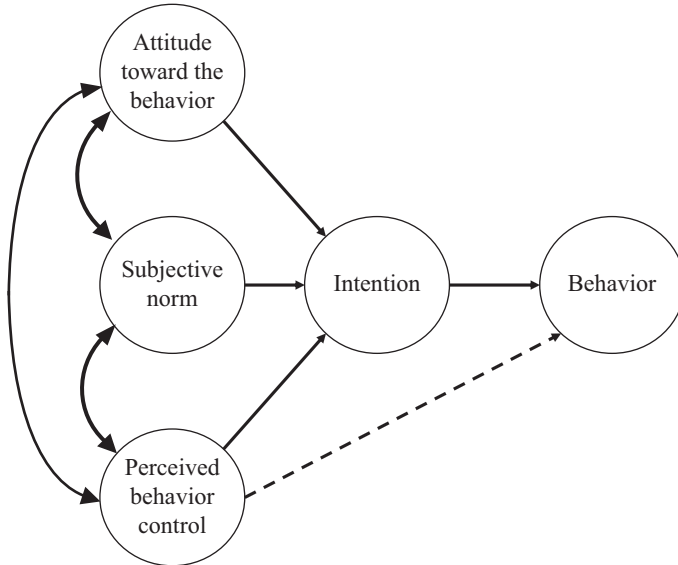 Attitude
toward the
behavior
Subjective
norm
Intention
Behavior
Perceived
behavior
control